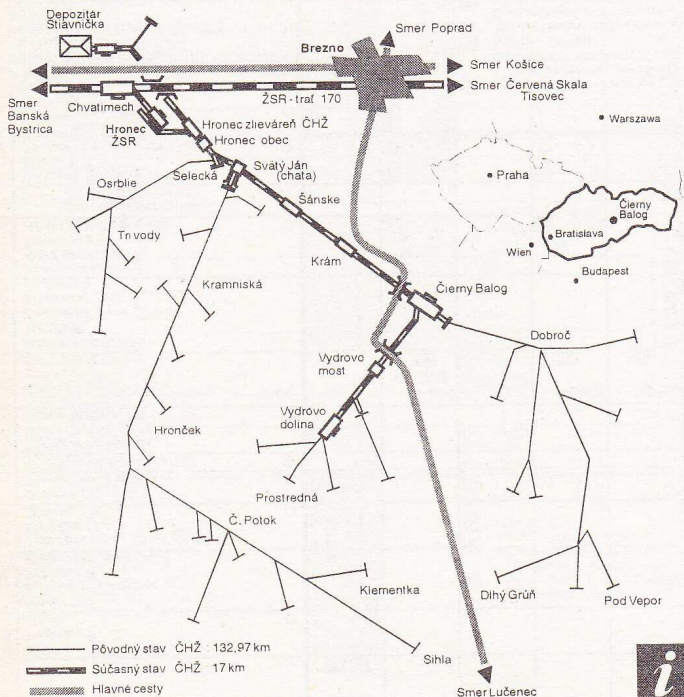 Depozitár
Štiavnička
Smer Poprad
Brezno
Smer Košice
Smer Červená Skala
Tisovec
Smer
Banská
Bystrica
Chvatimech
ŽSR - trať 170
Hronec
ŽSR
Hronec zlieváreň ČHŽ
Hronec obec
Warszawa
Praha
Čierny
Balog
Bratislava
Wien
Budapest
Osrblie
Šelecká
Svätý Ján
(chata)
Šánske
Tri vody
Krám
Kramniská
Čierny Balog
Dobroč
Vydrovo
most
Vydrovo
dolina
Hronček
Prostredná
Č. Potok
Klementka
Dlhý Grúň
Pod Vepor
Sihla
Smer Lučenec
Pôvodný stav ČHŽ 132,97 km
Súčasný stav ČHŽ 17 km
Hlavné cesty
i